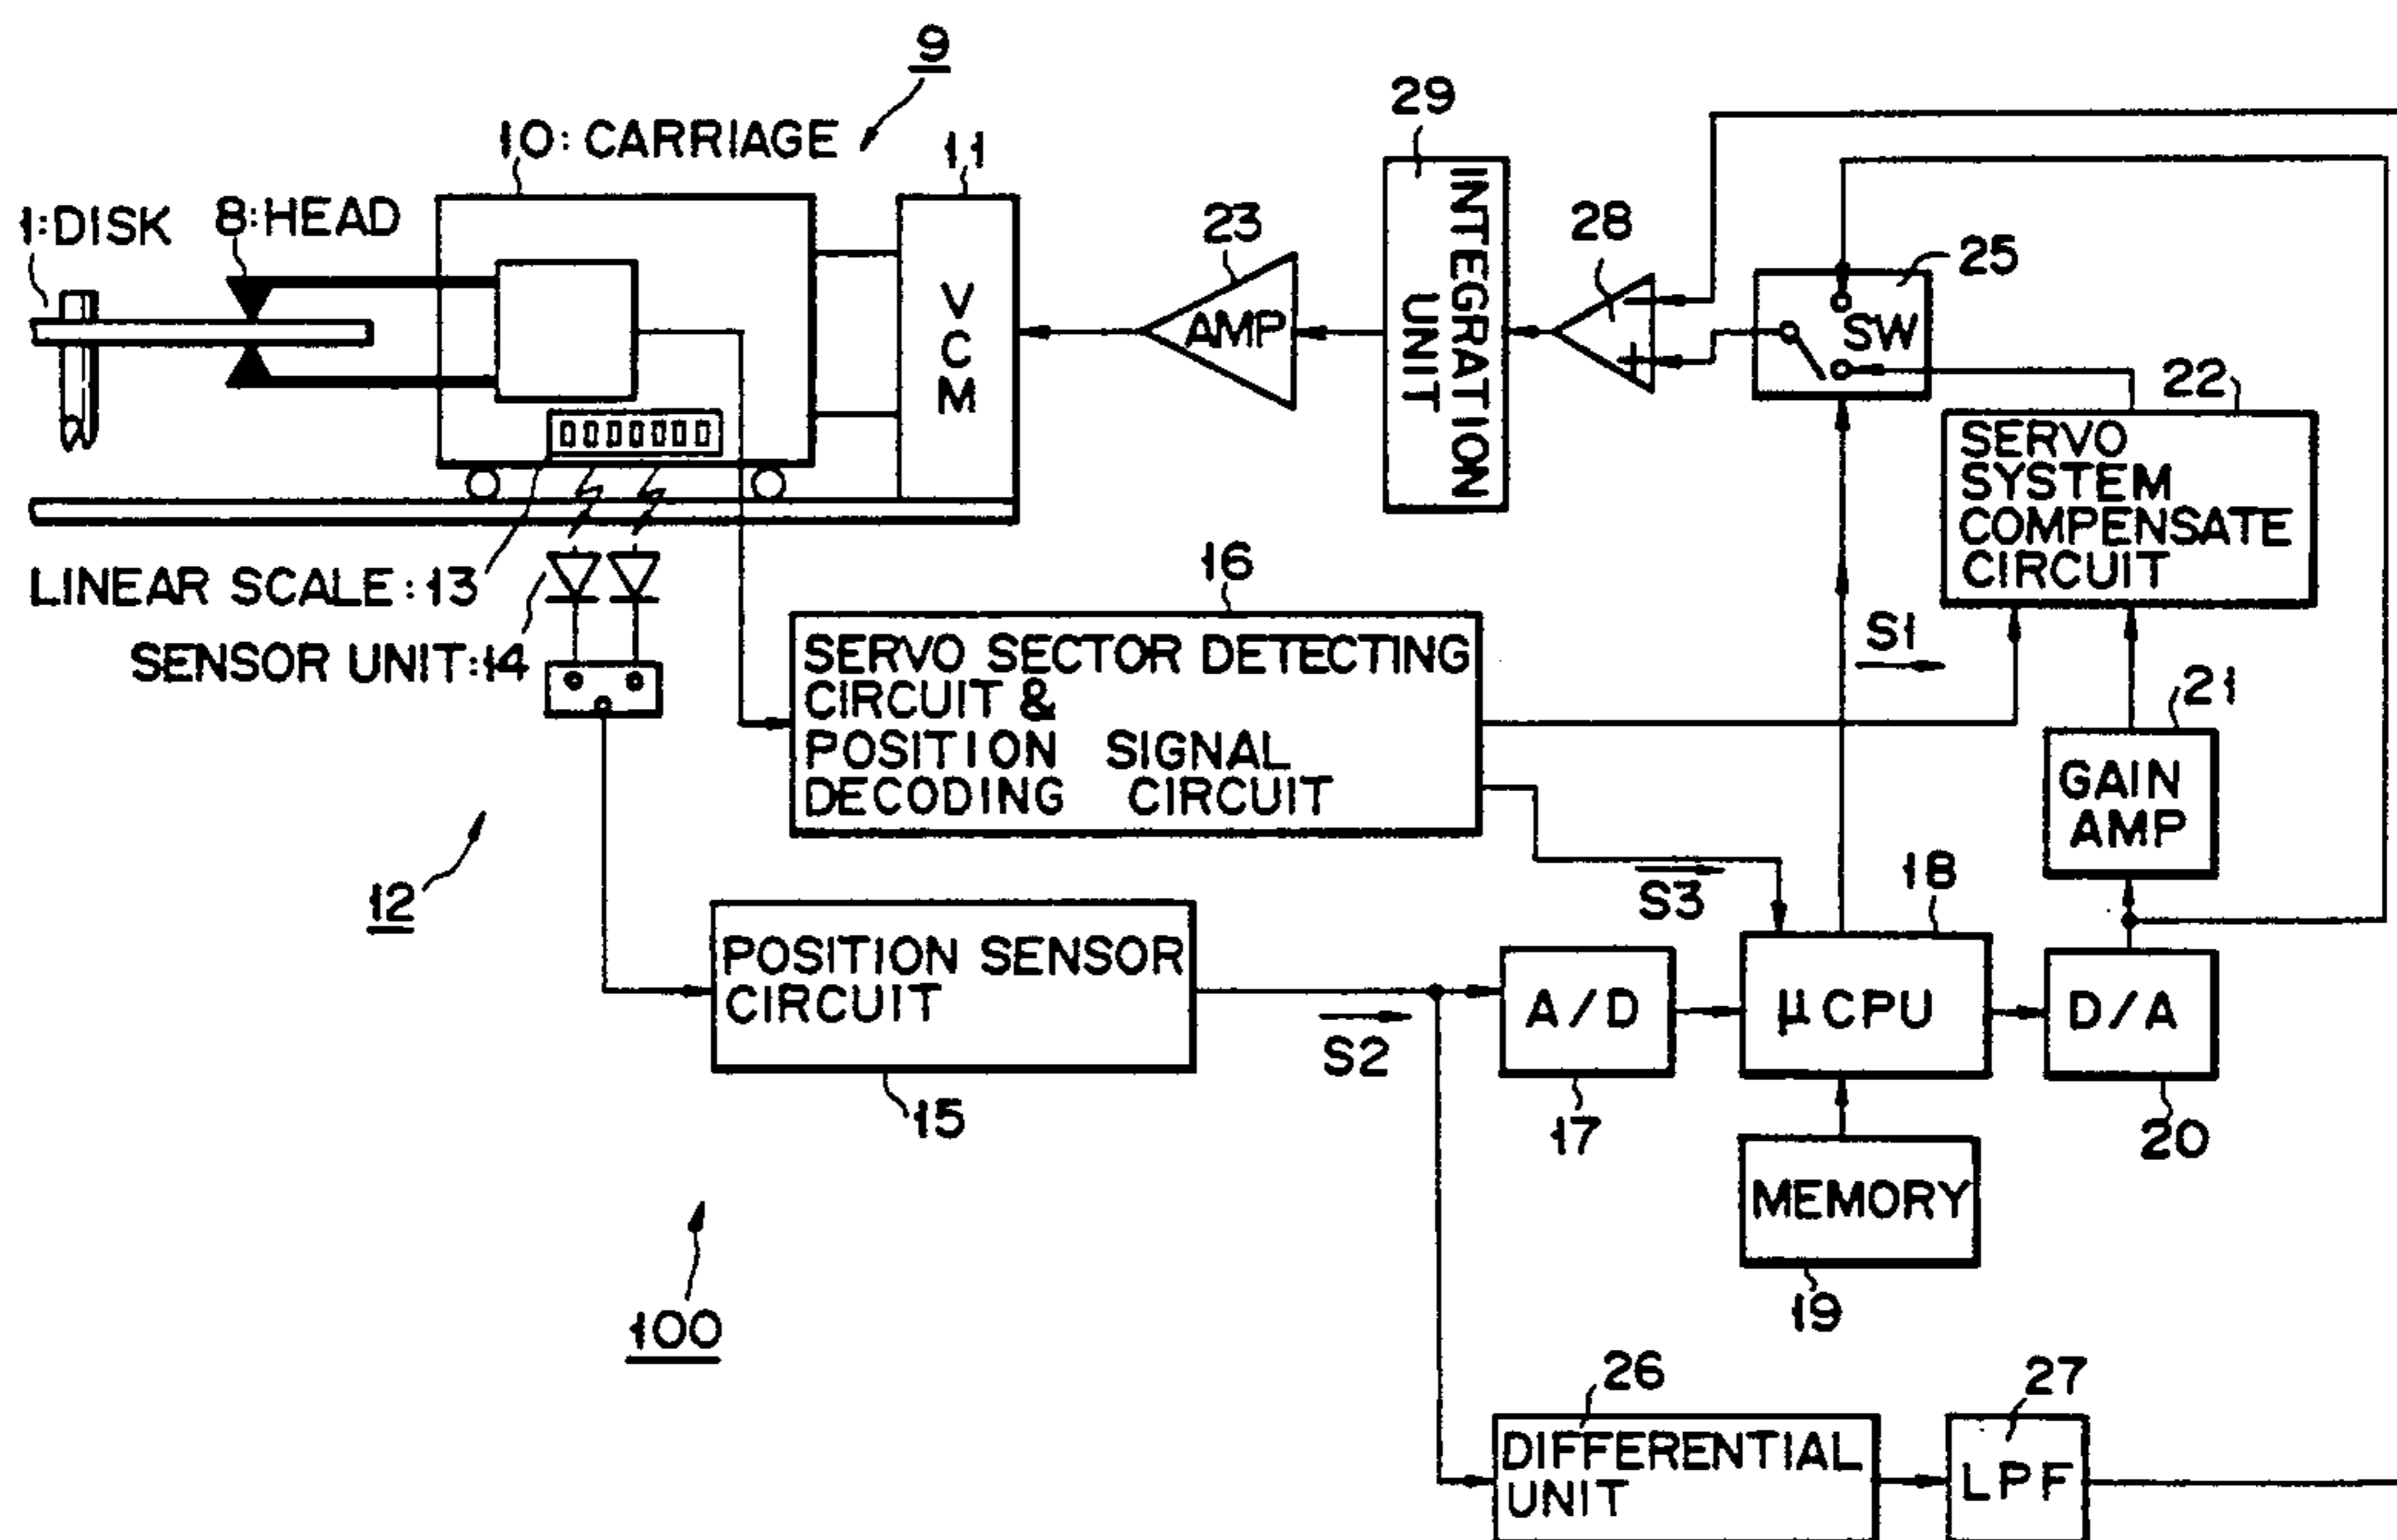 9
10: CARRIAGE
11
29
1:DISK
8:HEAD
23
28
25
VCM
AMP
INTEGRATION
UNIT
SW
22
SERVO
SYSTEM
COMPENSATE
CIRCUIT
LINEAR SCALE:13
16
SENSOR UNIT:14
SERVO SECTOR DETECTING
CIRCUIT &
POSITION SIGNAL
DECODING CIRCUIT
S1
21
GAIN
AMP
12
S3
18
POSITION SENSOR
CIRCUIT
S2
A/D
μCPU
D/A
15
17
20
MEMORY
19
100
26
27
DIFFERENTIAL
UNIT
LPF